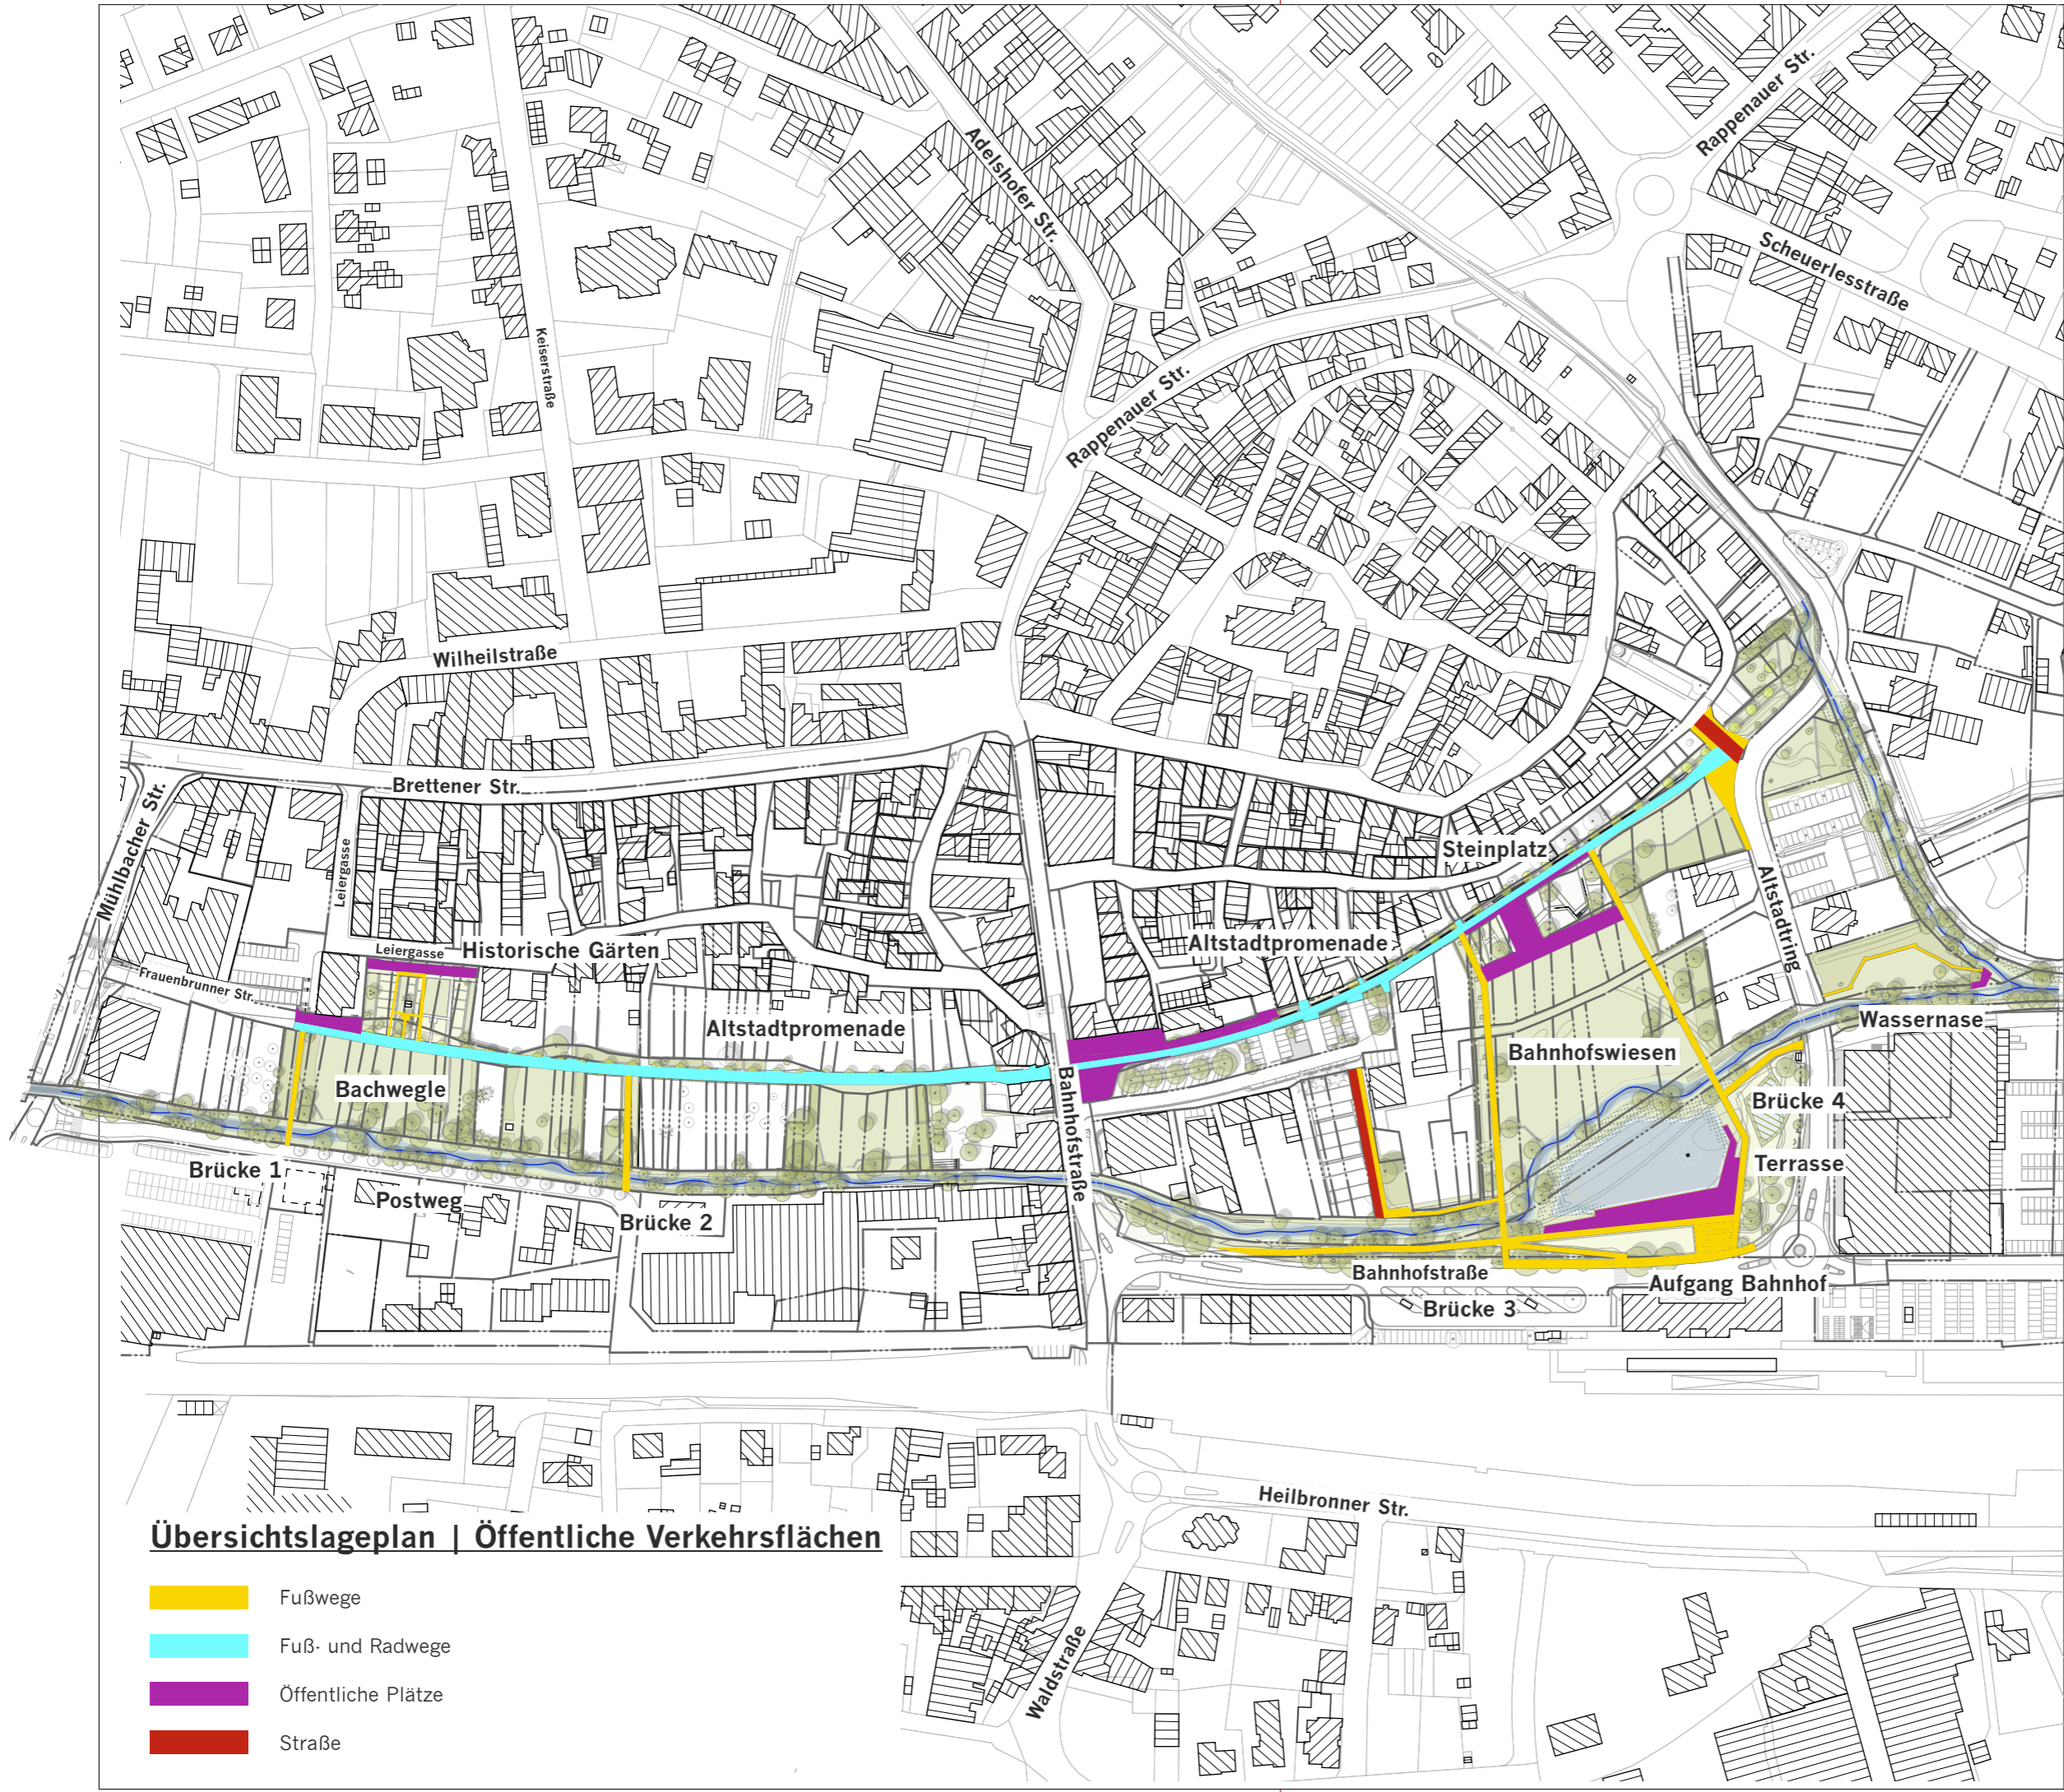 Rappenauer Str.
Adelshofer Str.
Scheuerlesstraße
Keiserstraße
Rappenauer Str.
Wilheilstraße
Brettener Str.
Mühlbacher Str.
Leiergasse
Steinplatz
Altstadtring
Leiergasse
Historische Gärten
Altstadtpromenade
Frauenbrunner Str.
Altstadtpromenade
Wassernase
Bahnhofswiesen
Bachwegle
Bahnhofstraße
Brücke 4
Terrasse
Brücke 1
Postweg
Brücke 2
Bahnhofstraße
Aufgang Bahnhof
Brücke 3
Heilbronner Str.
Waldstraße
Übersichtslageplan | Öffentliche Verkehrsflächen
Fußwege
Fuß- und Radwege
Öffentliche Plätze
Straße